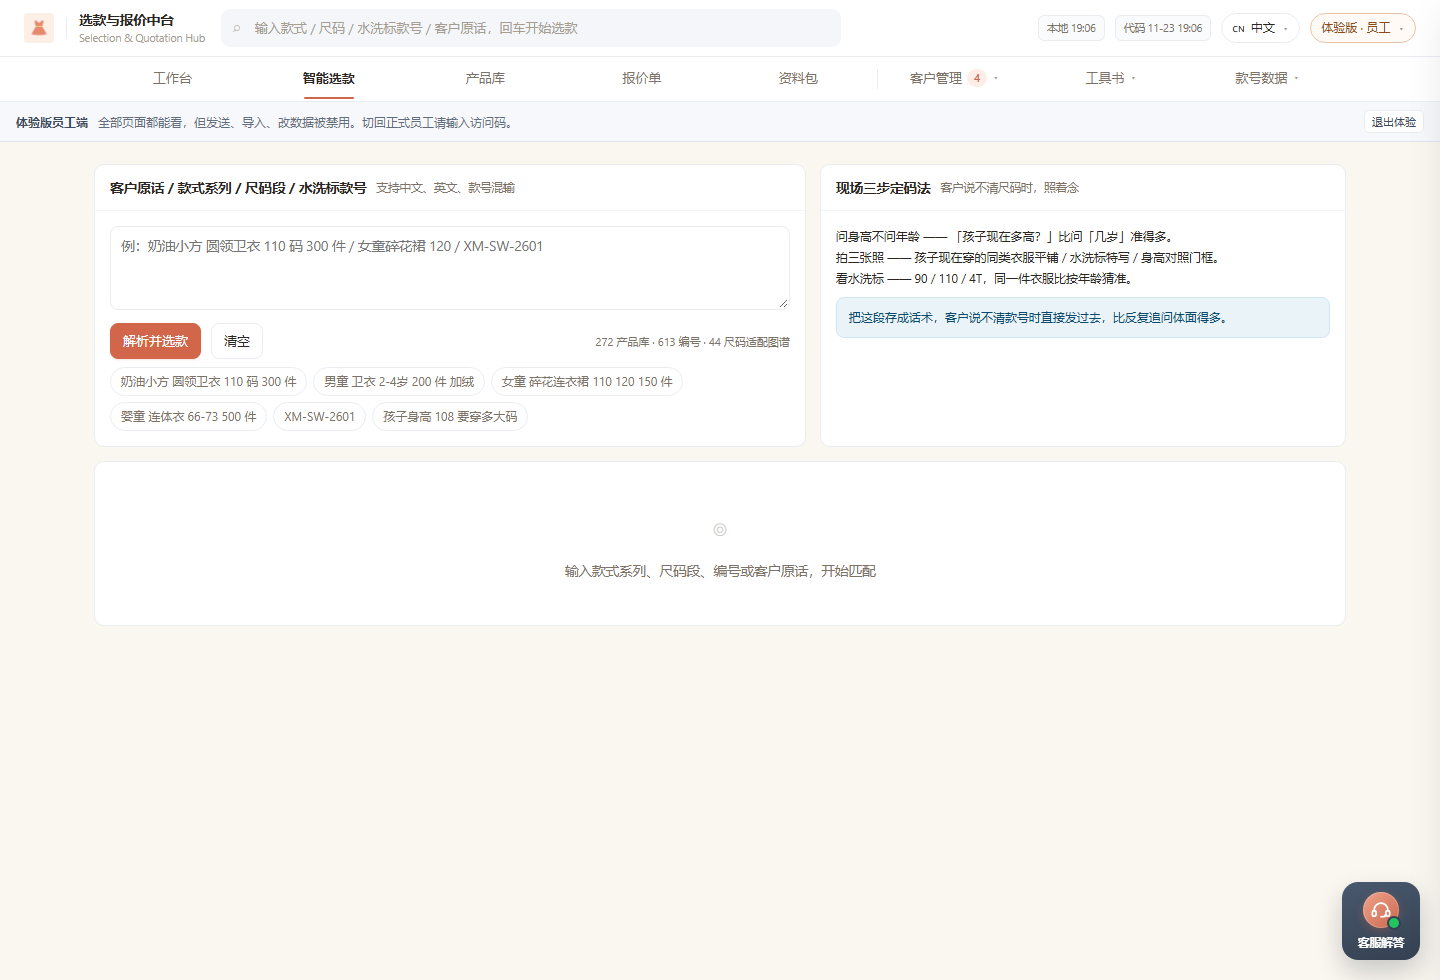 选款与报价中台
Selection & Quotation Hub
输入款式 / 尺码 / 水洗标款号 / 客户原话，回车开始选款
本地 19:06
代码 11-23 19:06
CN 中文
体验版 · 员工
工作台
智能选款
产品库
报价单
资料包
客户管理 4
工具书
款号数据
体验版员工端 全部页面都能看，但发送、导入、改数据被禁用。切回正式员工请输入访问码。
退出体验
客户原话 / 款式系列 / 尺码段 / 水洗标款号 支持中文、英文、款号混输
例：奶油小方 圆领卫衣 110 码 300 件 / 女童碎花裙 120 / XM-SW-2601
解析并选款
清空
272 产品库 · 613 编号 · 44 尺码适配图谱
奶油小方 圆领卫衣 110 码 300 件
男童 卫衣 2-4岁 200 件 加绒
女童 碎花连衣裙 110 120 150 件
婴童 连体衣 66-73 500 件
XM-SW-2601
孩子身高 108 要穿多大码
现场三步定码法 客户说不清尺码时，照着念
问身高不问年龄 —— 「孩子现在多高？」比问「几岁」准得多。
拍三张照 —— 孩子现在穿的同类衣服平铺 / 水洗标特写 / 身高对照门框。
看水洗标 —— 90 / 110 / 4T，同一件衣服比按年龄猜准。
把这段存成话术，客户说不清款号时直接发过去，比反复追问体面得多。
输入款式系列、尺码段、编号或客户原话，开始匹配
客服解答